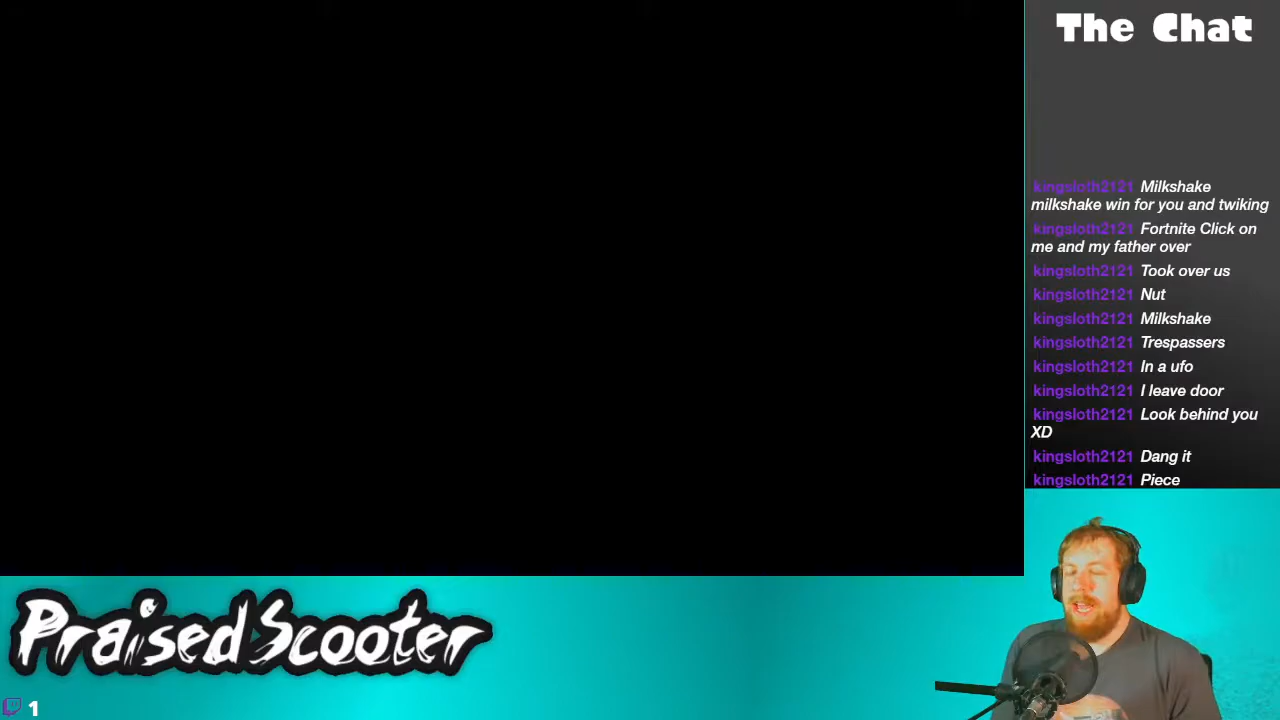 The Chat
kingsloth2121 Milkshake
milkshake win for you and twiking
kingsloth2121 Fortnite Click on
me and my father over
kingsloth2121 Took over us
kingsloth2121 Nut
kingsloth2121 Milkshake
kingsloth2121 Trespassers
kingsloth2121 In a ufo
kingsloth2121 I leave door
kingsloth2121 Look behind you
XD
kingsloth2121 Dang it
kingsloth2121 Piece
PraisedScooter
1